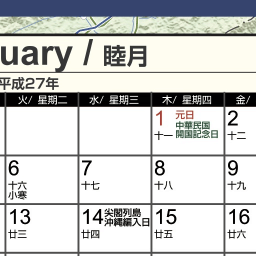 uary / 睦月
平成27年
火/ 星期二 水/ 星期三 木/ 星期四 金/
1 元日 2
中華民国
開国記念日
十一 十二
6 7 8 9
十六 十七 十八 十九
小寒
13 14 尖閣列島 15 16
沖縄編入日
廿三 廿四 廿五 廿六